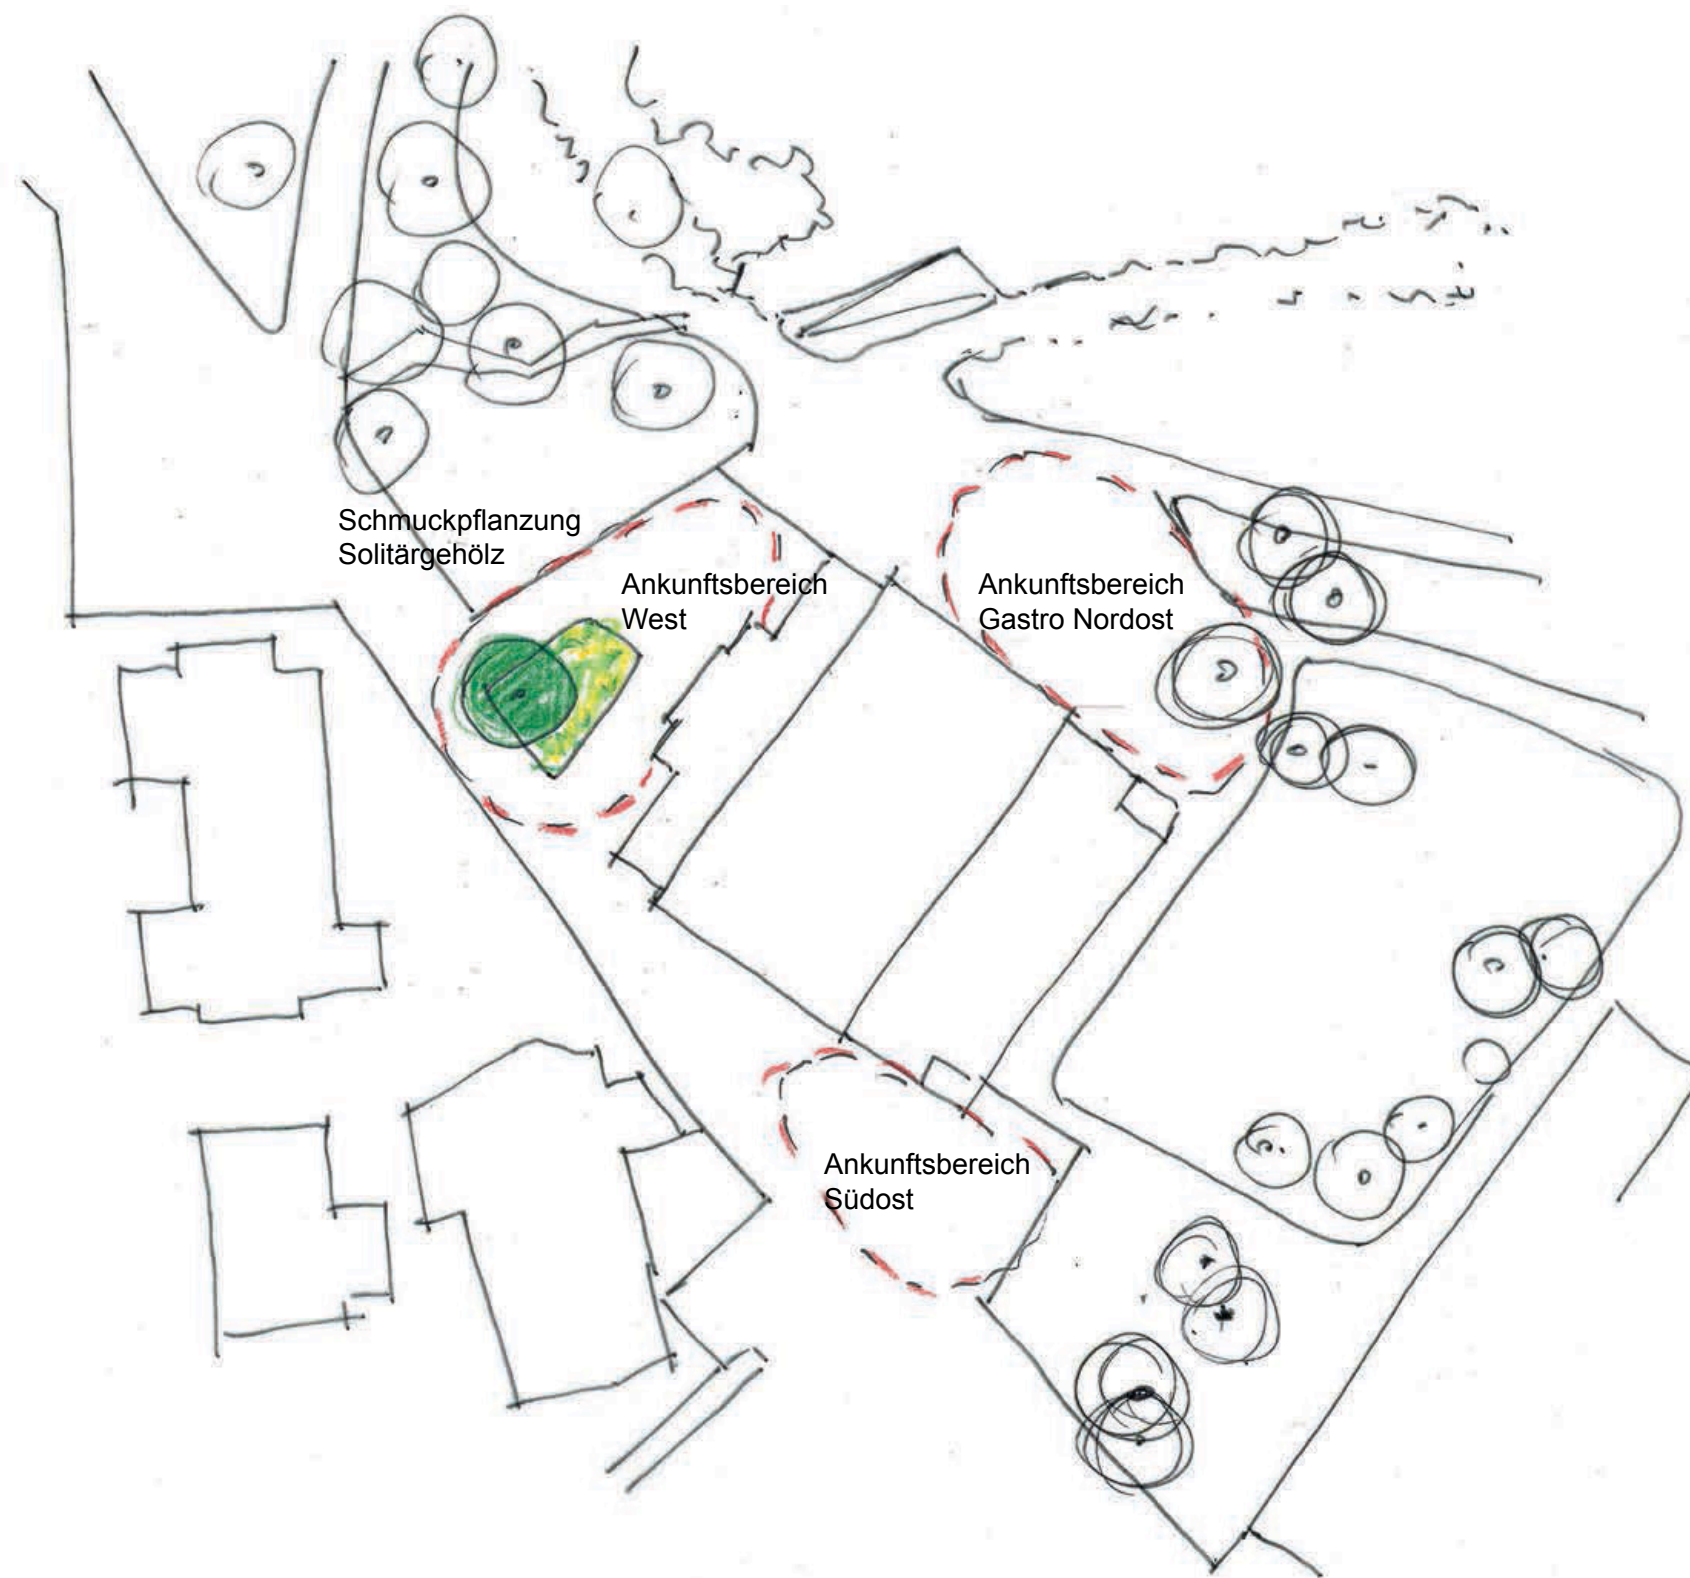 Schmuckpflanzung
Solitärgehölz
Ankunftsbereich
West
Ankunftsbereich
Gastro Nordost
Ankunftsbereich
Südost